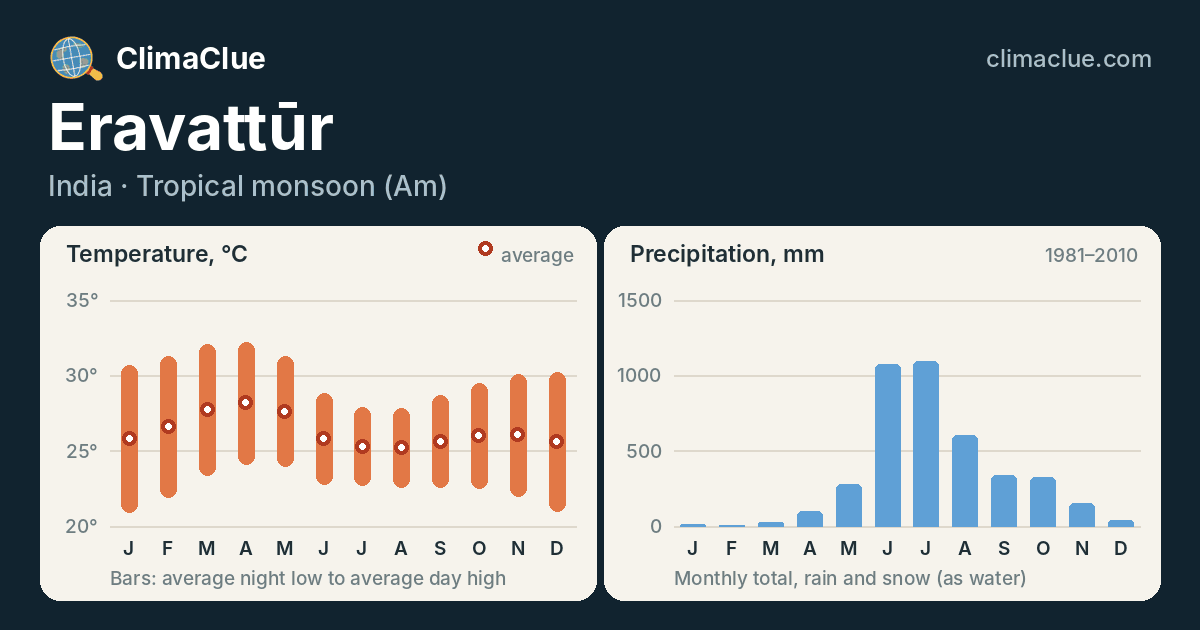 ClimaClue
climaclue.com
Eravattūr
India · Tropical monsoon (Am)
Temperature, °C
average
35°
30°
25°
20°
J F M A M J J A S O N D
Bars: average night low to average day high
Precipitation, mm
1981–2010
1500
1000
500
0
J F M A M J J A S O N D
Monthly total, rain and snow (as water)